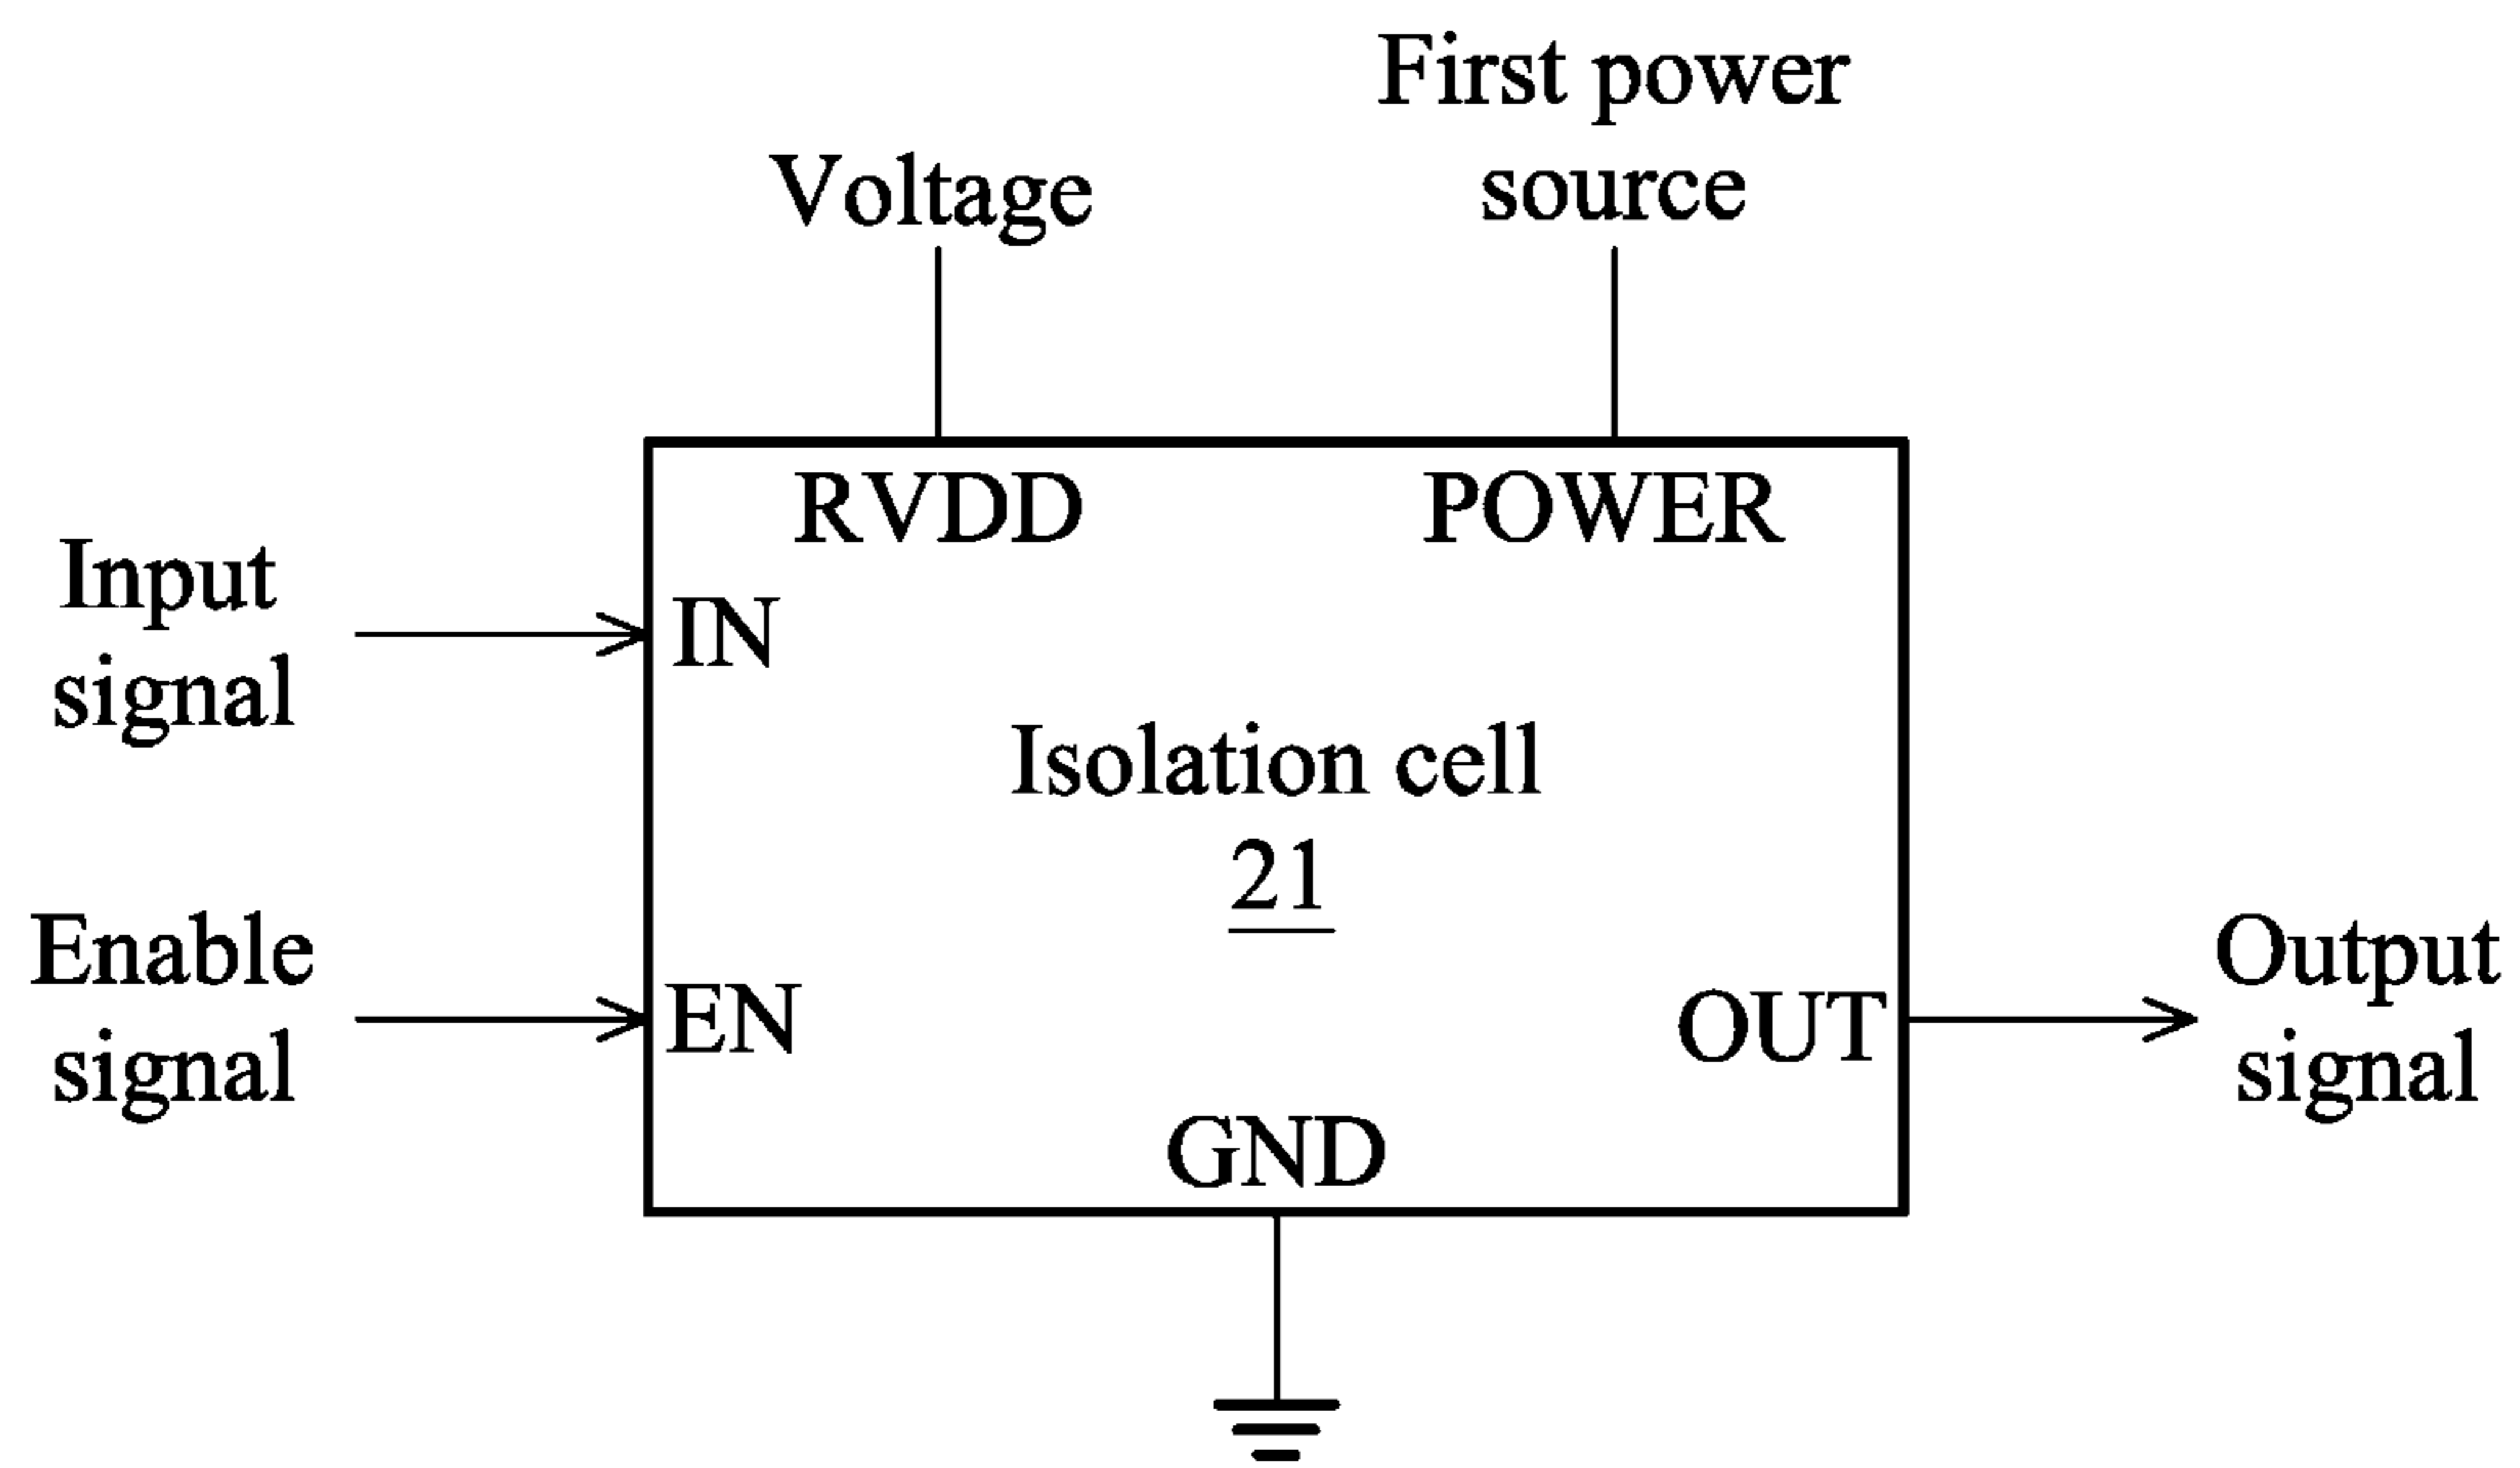 First power
source
Voltage
RVDD
POWER
Input
signal
IN
Isolation cell
21
Enable
signal
EN
OUT
Output
signal
GND